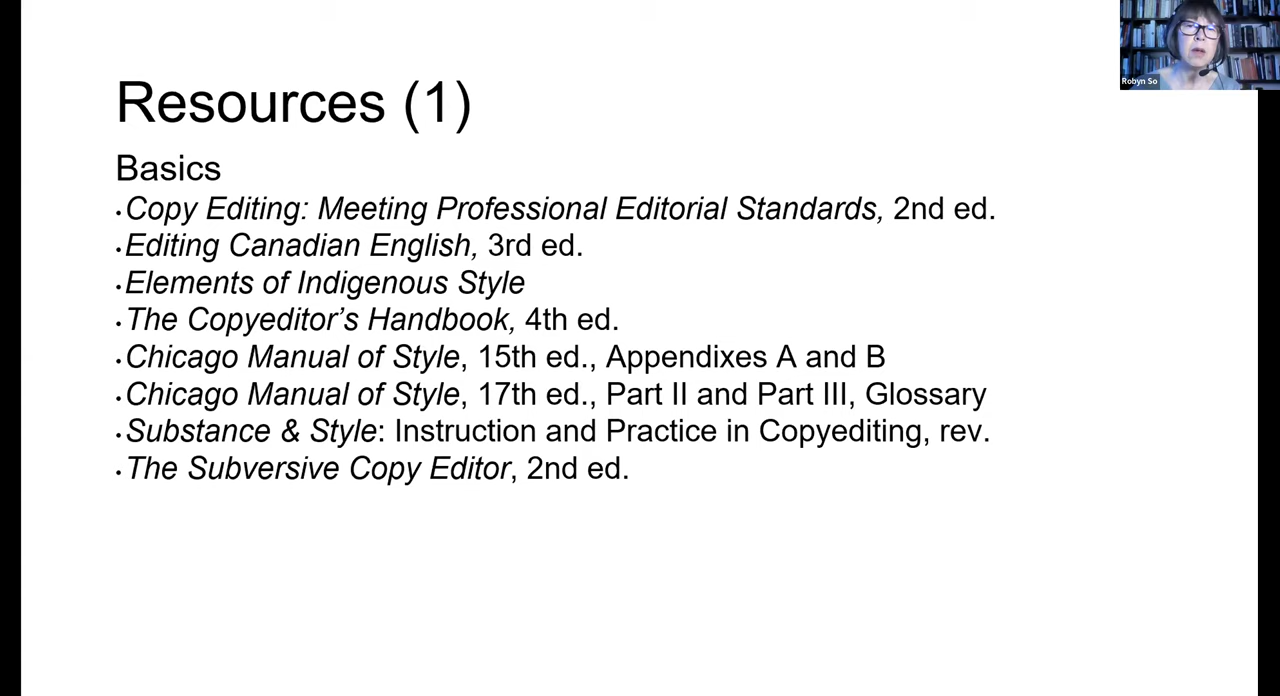 Resources (1)
Robyn So
Basics
•Copy Editing: Meeting Professional Editorial Standards, 2nd ed.
•Editing Canadian English, 3rd ed.
•Elements of Indigenous Style
•The Copyeditor’s Handbook, 4th ed.
•Chicago Manual of Style, 15th ed., Appendixes A and B
•Chicago Manual of Style, 17th ed., Part II and Part III, Glossary
•Substance & Style: Instruction and Practice in Copyediting, rev.
•The Subversive Copy Editor, 2nd ed.